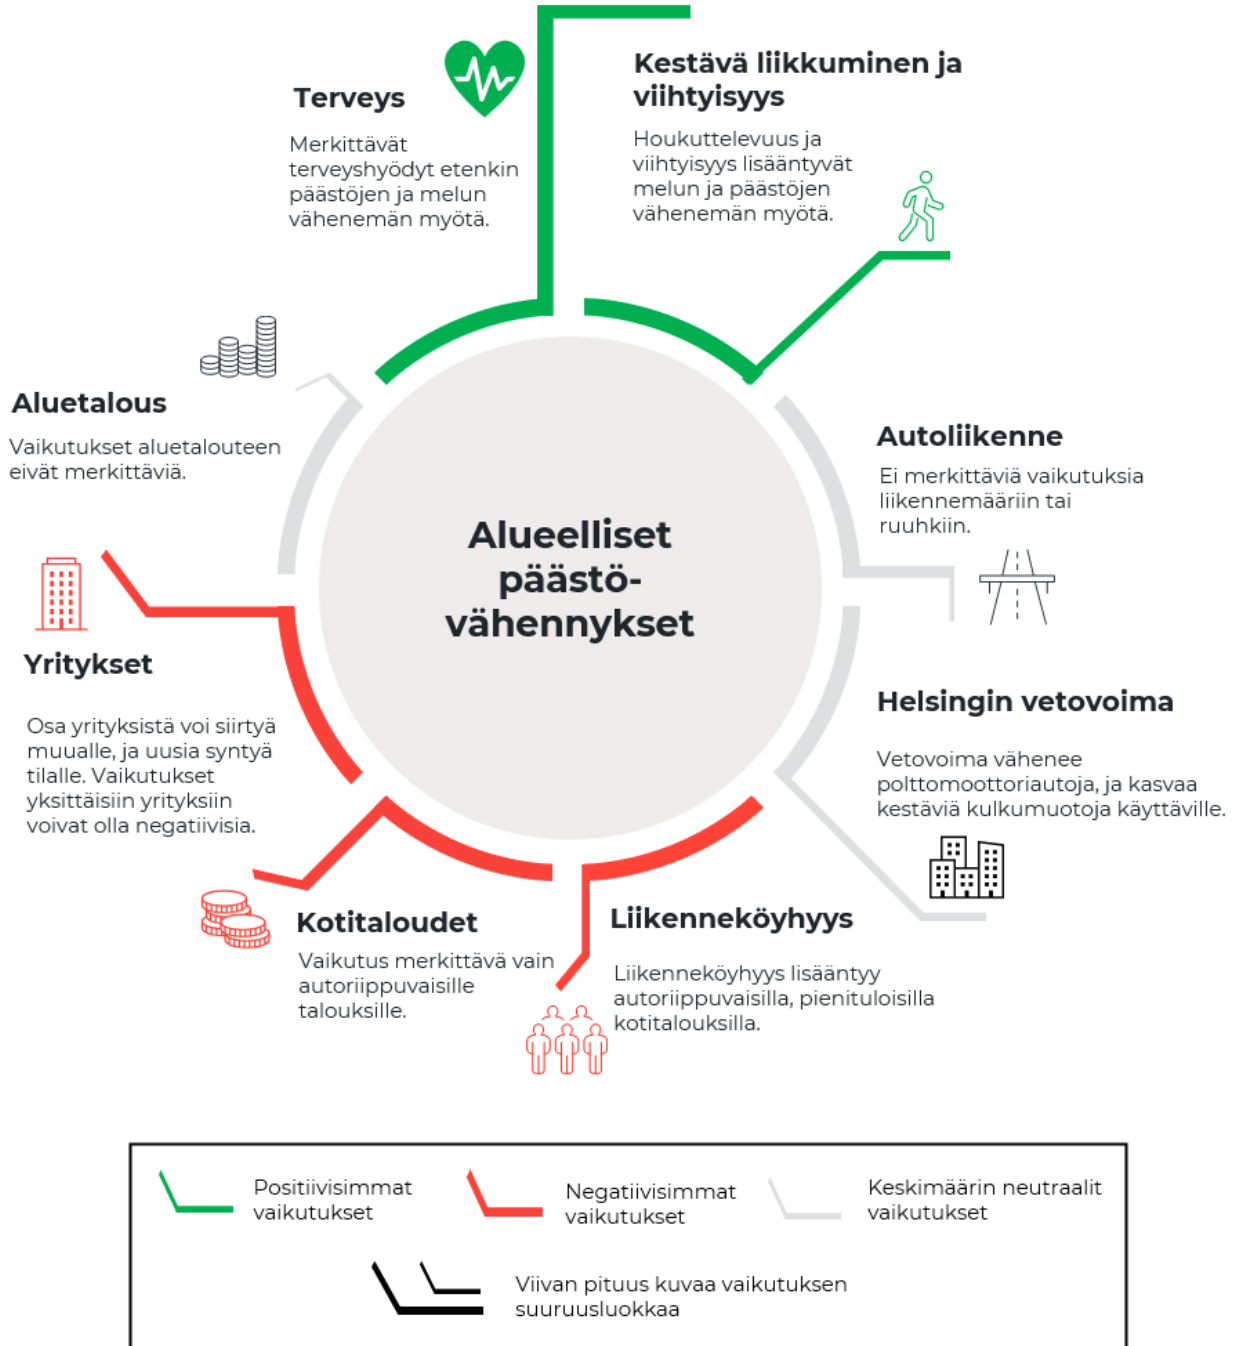 Terveys
Merkittävät
terveyshyödyt etenkin
päästöjen ja melun
vähenemän myötä.
Kestävä liikkuminen ja
viihtyisyys
Houkuttelevuus ja
viihtyisyys lisääntyvät
melun ja päästöjen
vähenemän myötä.
Aluetalous
Vaikutukset aluetalouteen
eivät merkittäviä.
Autoliikenne
Ei merkittäviä vaikutuksia
liikennemääriin tai
ruuhkiin.
Alueelliset
päästö-
vähennykset
Yritykset
Osa yrityksistä voi siirtyä
muualle, ja uusia syntyä
tilalle. Vaikutukset
yksittäisiin yrityksiin
voivat olla negatiivisia.
Helsingin vetovoima
Vetovoima vähenee
polttomoottoriautoja, ja kasvaa
kestäviä kulkumuotoja käyttäville.
Kotitaloudet
Vaikutus merkittävä vain
autoriippuvaisille
talouksille.
Liikenneköyhyys
Liikenneköyhyys lisääntyy
autoriippuvaisilla, pienituloisilla
kotitalouksilla.
Positiivisimmat
vaikutukset
Negatiivisimmat
vaikutukset
Keskimäärin neutraalit
vaikutukset
Viivan pituus kuvaa vaikutuksen
suuruusluokkaa